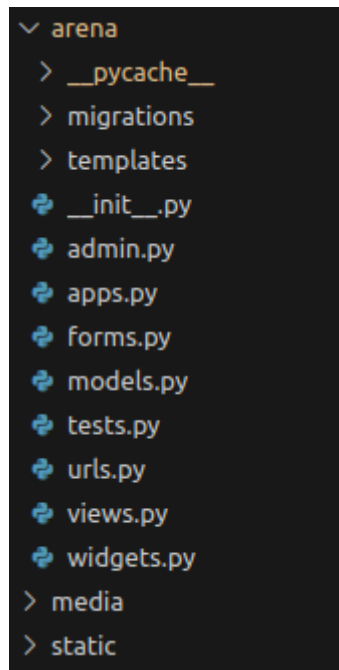 arena
__pycache__
migrations
templates
__init__.py
admin.py
apps.py
forms.py
models.py
tests.py
urls.py
views.py
widgets.py
media
static